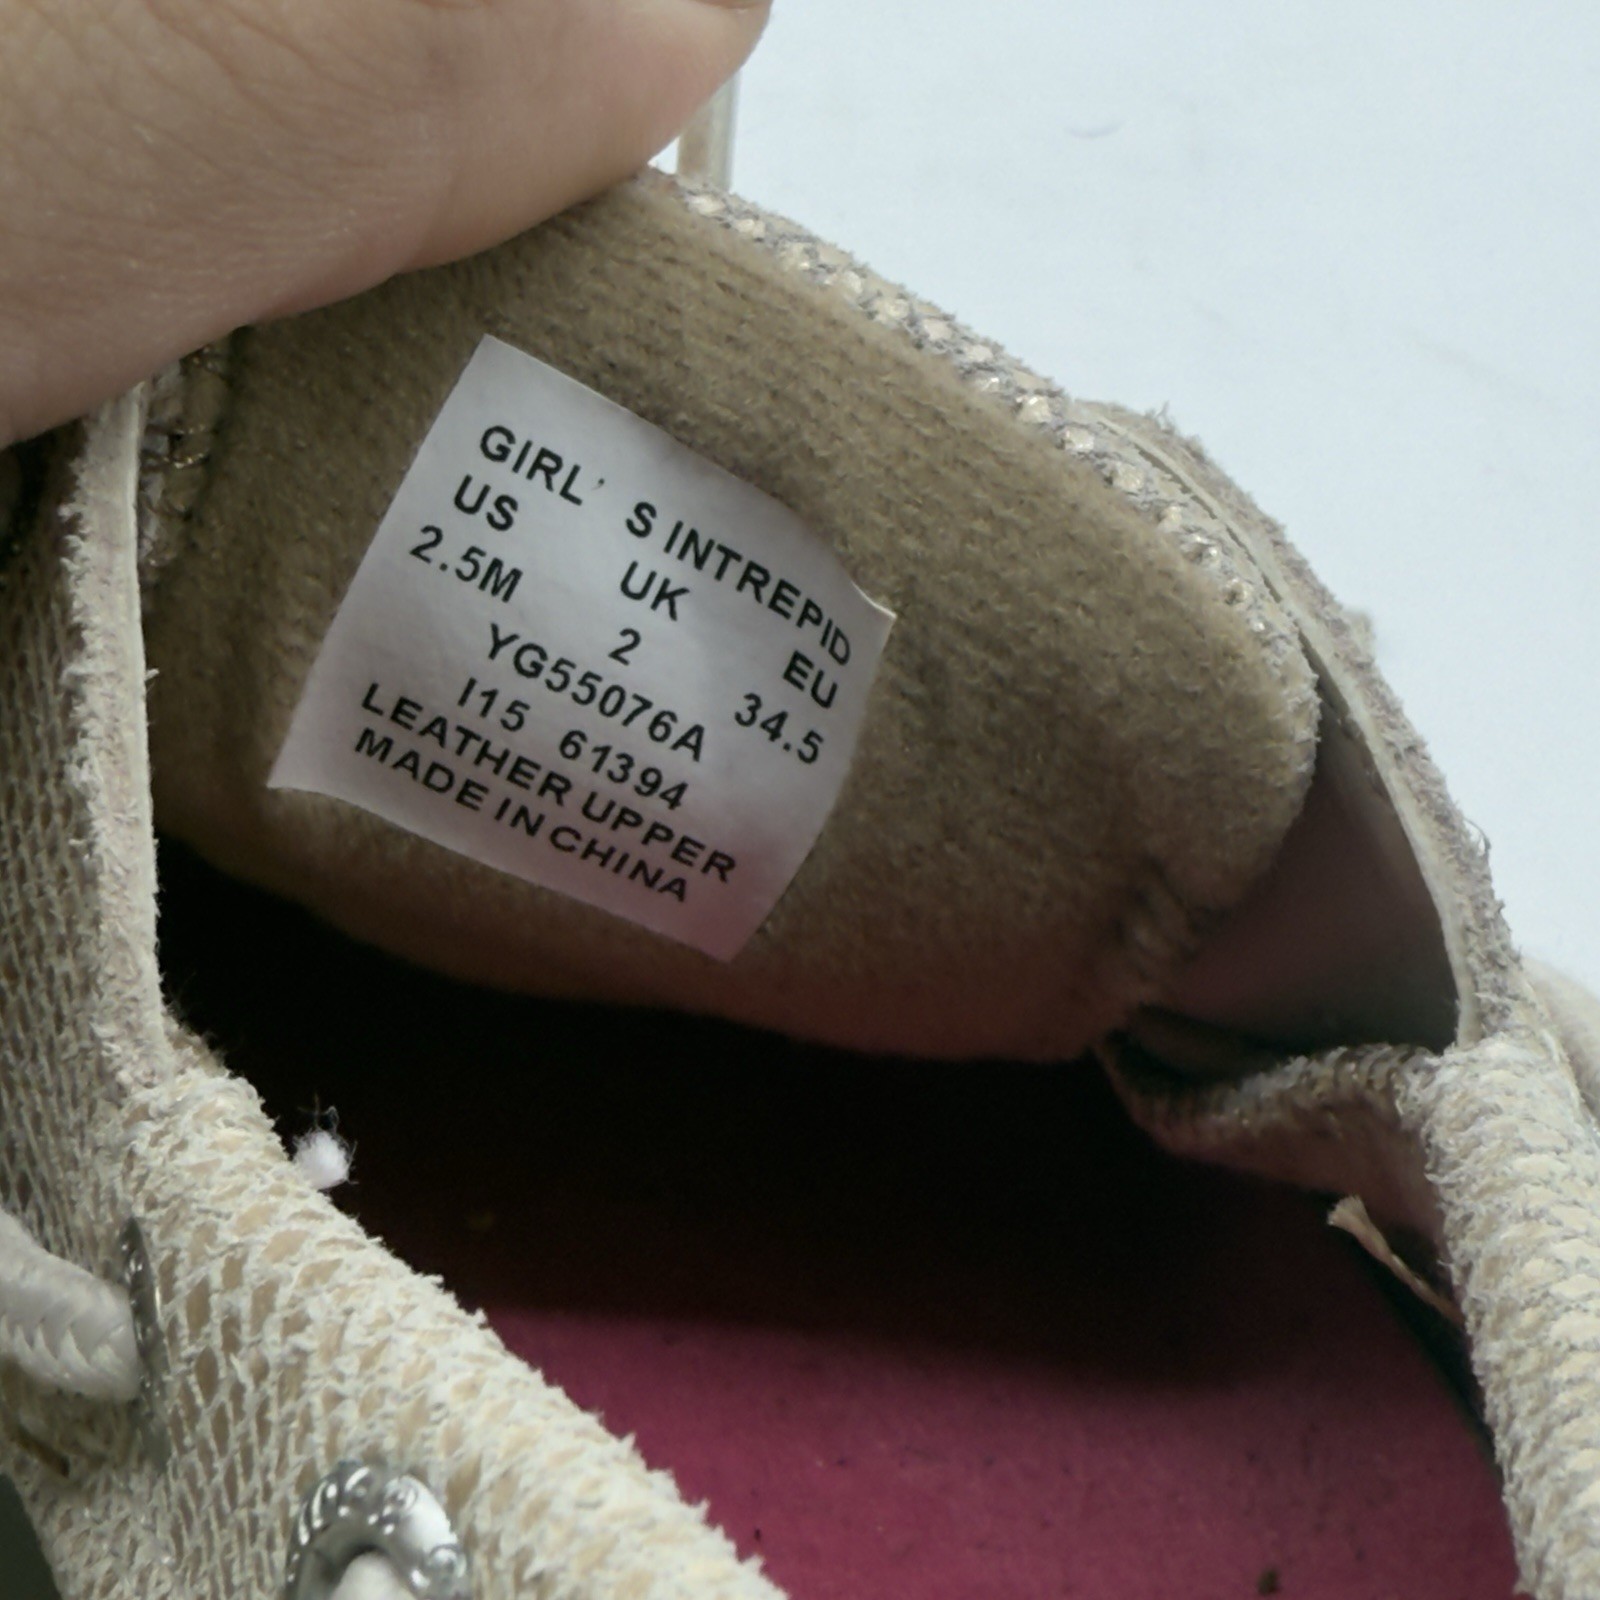 GIRL' S INTREPID
US UK EU
2.5M 2 34.5
YG55076A
I15 61394
LEATHER UPPER
MADE IN CHINA